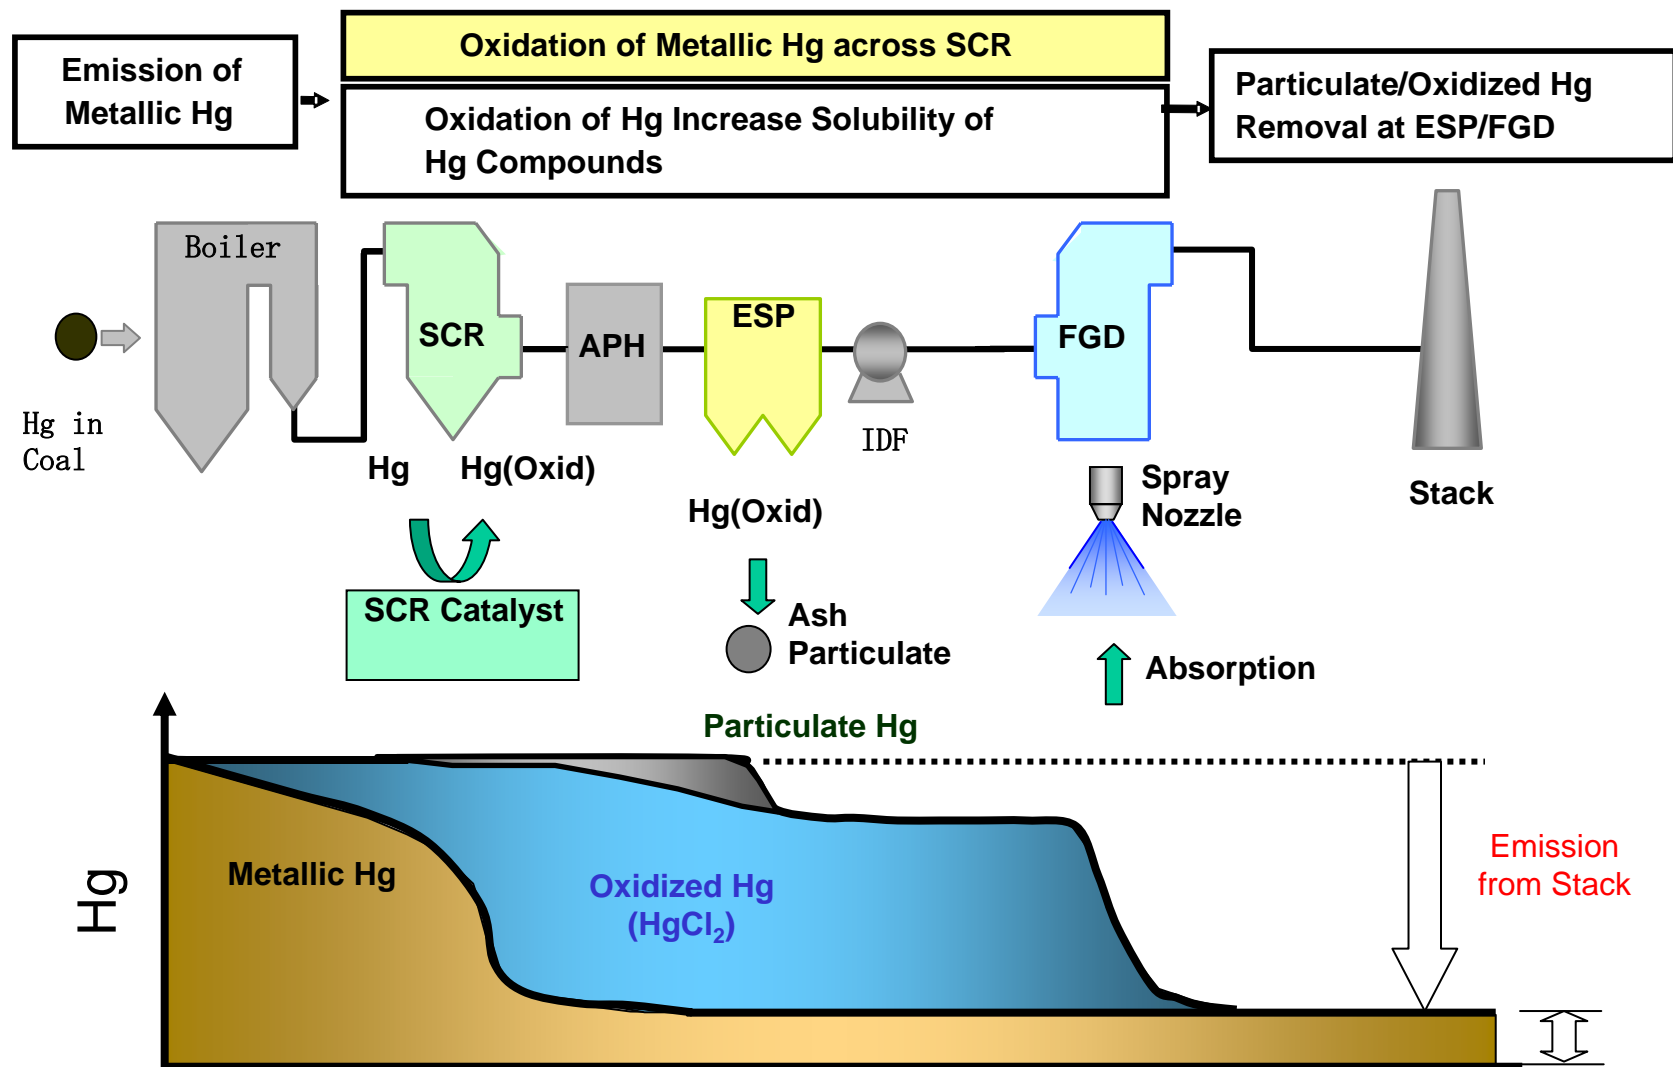 Emission of
Metallic Hg
Oxidation of Metallic Hg across SCR
Oxidation of Hg Increase Solubility of
Hg Compounds
Particulate/Oxidized Hg
Removal at ESP/FGD
Boiler
SCR
APH
ESP
FGD
IDF
Hg in
Coal
Hg
Hg(Oxid)
Hg(Oxid)
Spray
Nozzle
Stack
SCR Catalyst
Ash
Particulate
Absorption
Particulate Hg
Hg
Metallic Hg
Oxidized Hg
(HgCl₂)
Emission
from Stack